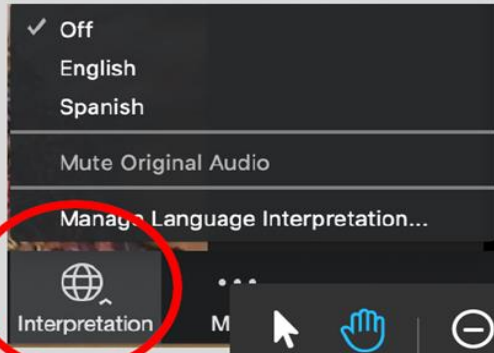 Off
English
Spanish
Mute Original Audio
Manage Language Interpretation...
Interpretation
M